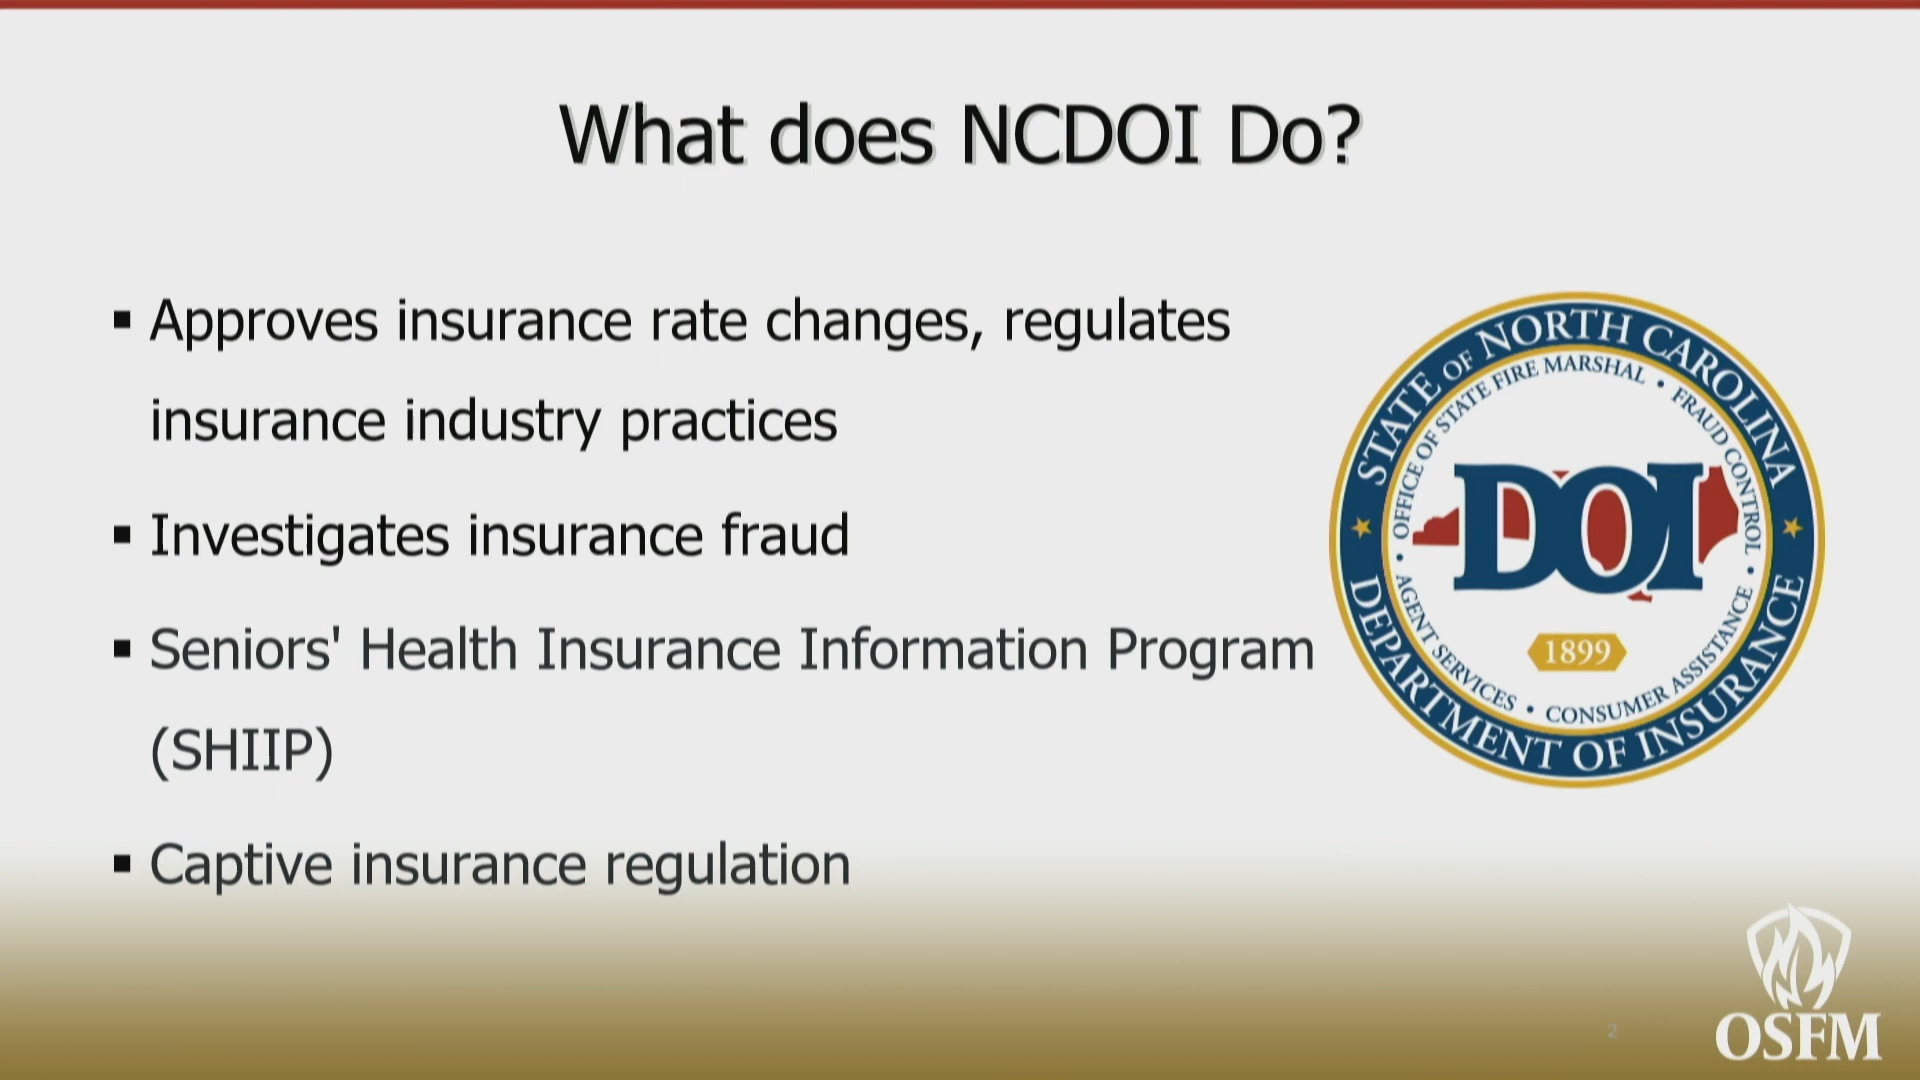 What does NCDOI Do?
▪ Approves insurance rate changes, regulates
insurance industry practices
▪ Investigates insurance fraud
▪ Seniors' Health Insurance Information Program
(SHIIP)
▪ Captive insurance regulation
STATE OF NORTH CAROLINA
OFFICE OF STATE FIRE MARSHAL • FRAUD CONTROL •
DOI
1899
• AGENT SERVICES • CONSUMER ASSISTANCE •
DEPARTMENT OF INSURANCE
2
OSFM